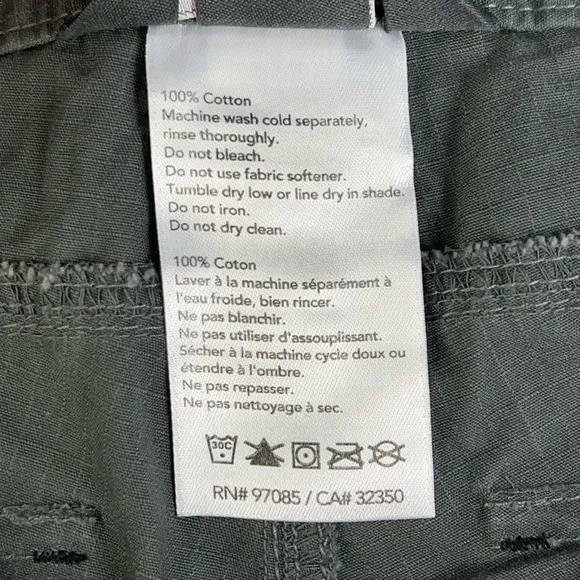 100% Cotton
Machine wash cold separately,
rinse thoroughly.
Do not bleach.
Do not use fabric softener.
Tumble dry low or line dry in shade.
Do not iron.
Do not dry clean.
100% Coton
Laver à la machine séparément à
l'eau froide, bien rincer.
Ne pas blanchir.
Ne pas utiliser d'assouplissant.
Sécher à la machine cycle doux ou
étendre à l'ombre.
Ne pas repasser.
Ne pas nettoyage à sec.
30C
RN# 97085 / CA# 32350